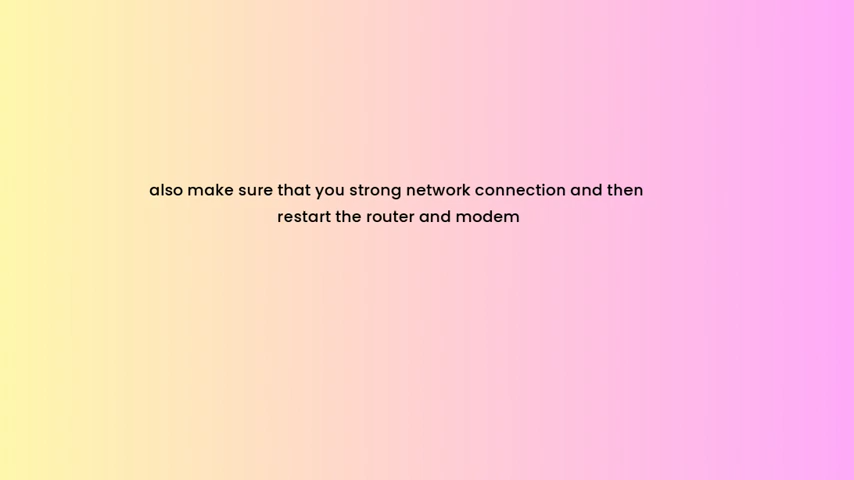 also make sure that you strong network connection and then
restart the router and modem